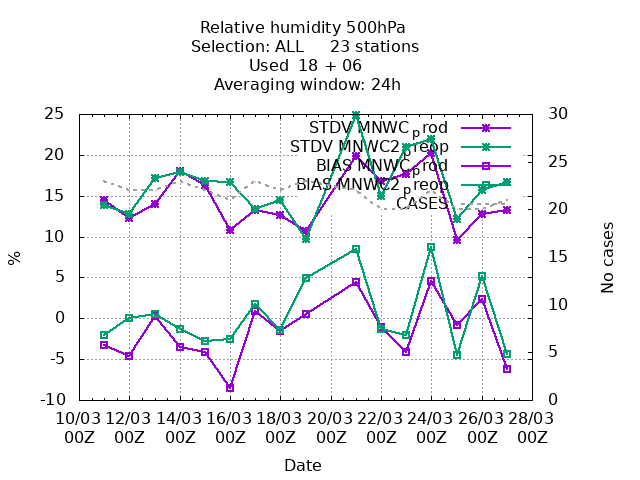 Relative humidity 500hPa
Selection: ALL 23 stations
Used 18 + 06
Averaging window: 24h
25
20
15
10
5
0
-5
-10
%
30
25
20
15
10
5
0
No cases
STDV MNWC_prod
STDV MNWC2_preop
BIAS MNWC_prod
BIAS MNWC2_preop
CASES
10/03 12/03 14/03 16/03 18/03 20/03 22/03 24/03 26/03 28/03
00Z 00Z 00Z 00Z 00Z 00Z 00Z 00Z 00Z 00Z
Date